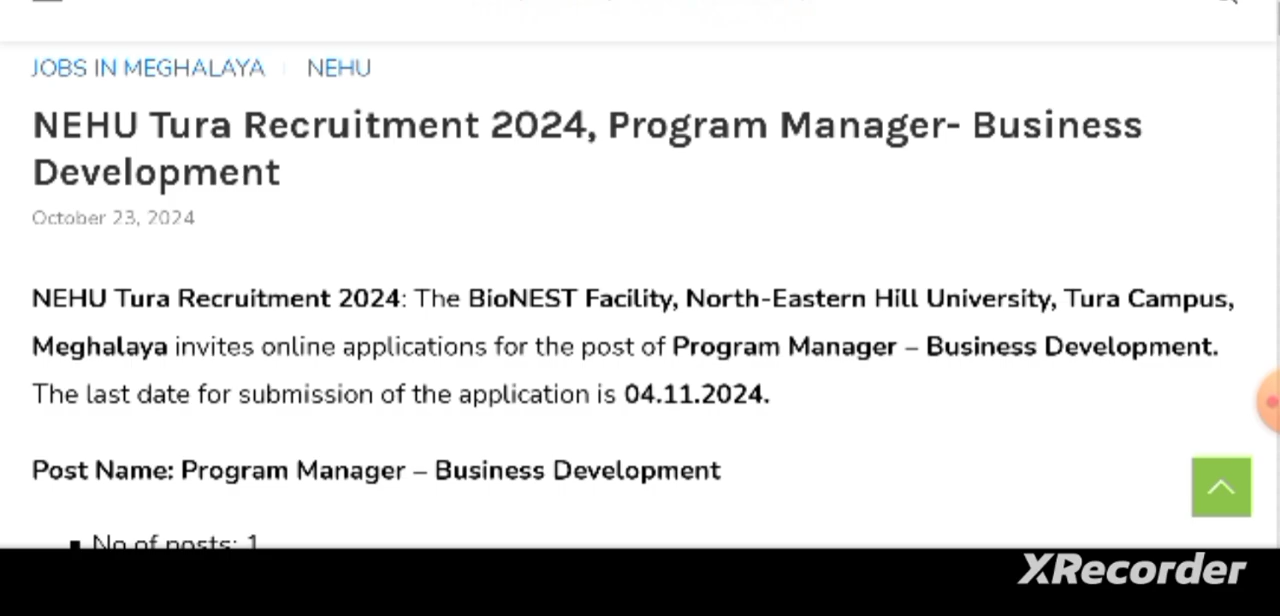 JOBS IN MEGHALAYA NEHU
NEHU Tura Recruitment 2024, Program Manager- Business
Development
October 23, 2024
NEHU Tura Recruitment 2024: The BioNEST Facility, North-Eastern Hill University, Tura Campus,
Meghalaya invites online applications for the post of Program Manager – Business Development.
The last date for submission of the application is 04.11.2024.
Post Name: Program Manager – Business Development
▪ No of posts: 1
XRecorder